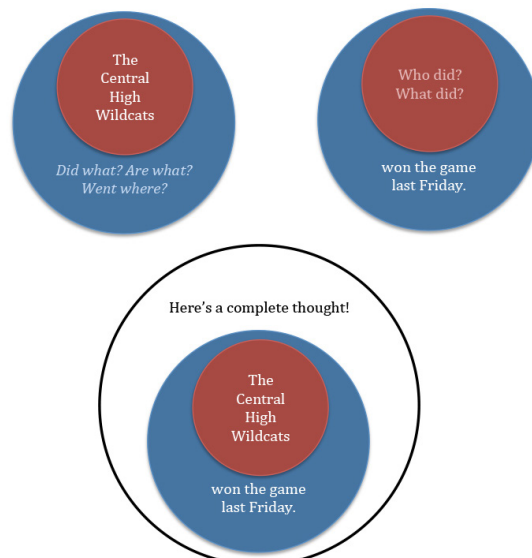 The
Central
High
Wildcats
Did what? Are what?
Went where?
Who did?
What did?
won the game
last Friday.
Here's a complete thought!
The
Central
High
Wildcats
won the game
last Friday.